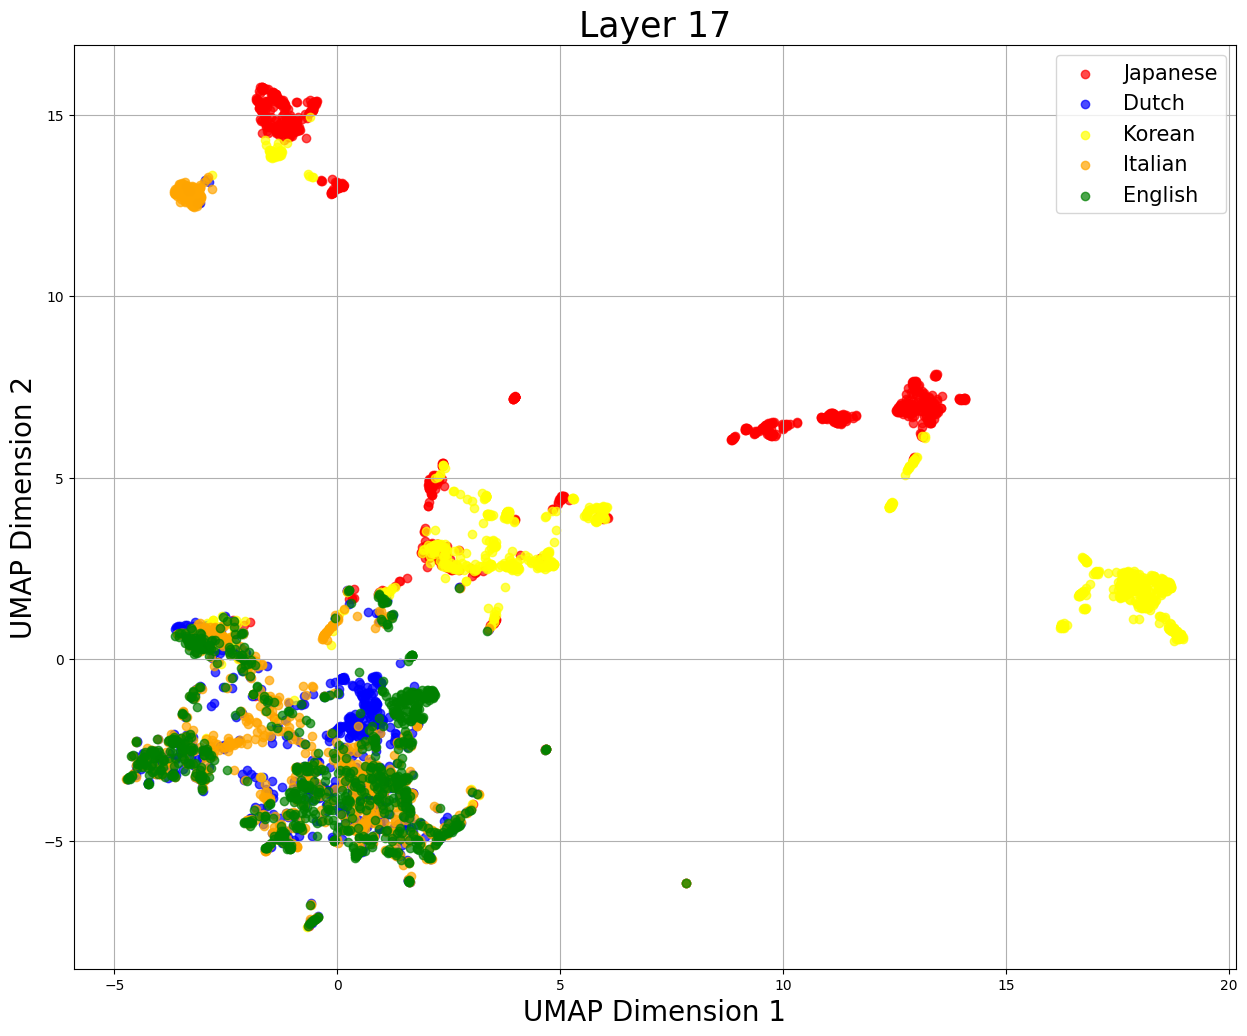 Layer 17
Japanese
Dutch
Korean
Italian
English
UMAP Dimension 2
15
10
5
0
−5
−5
0
5
10
15
20
UMAP Dimension 1